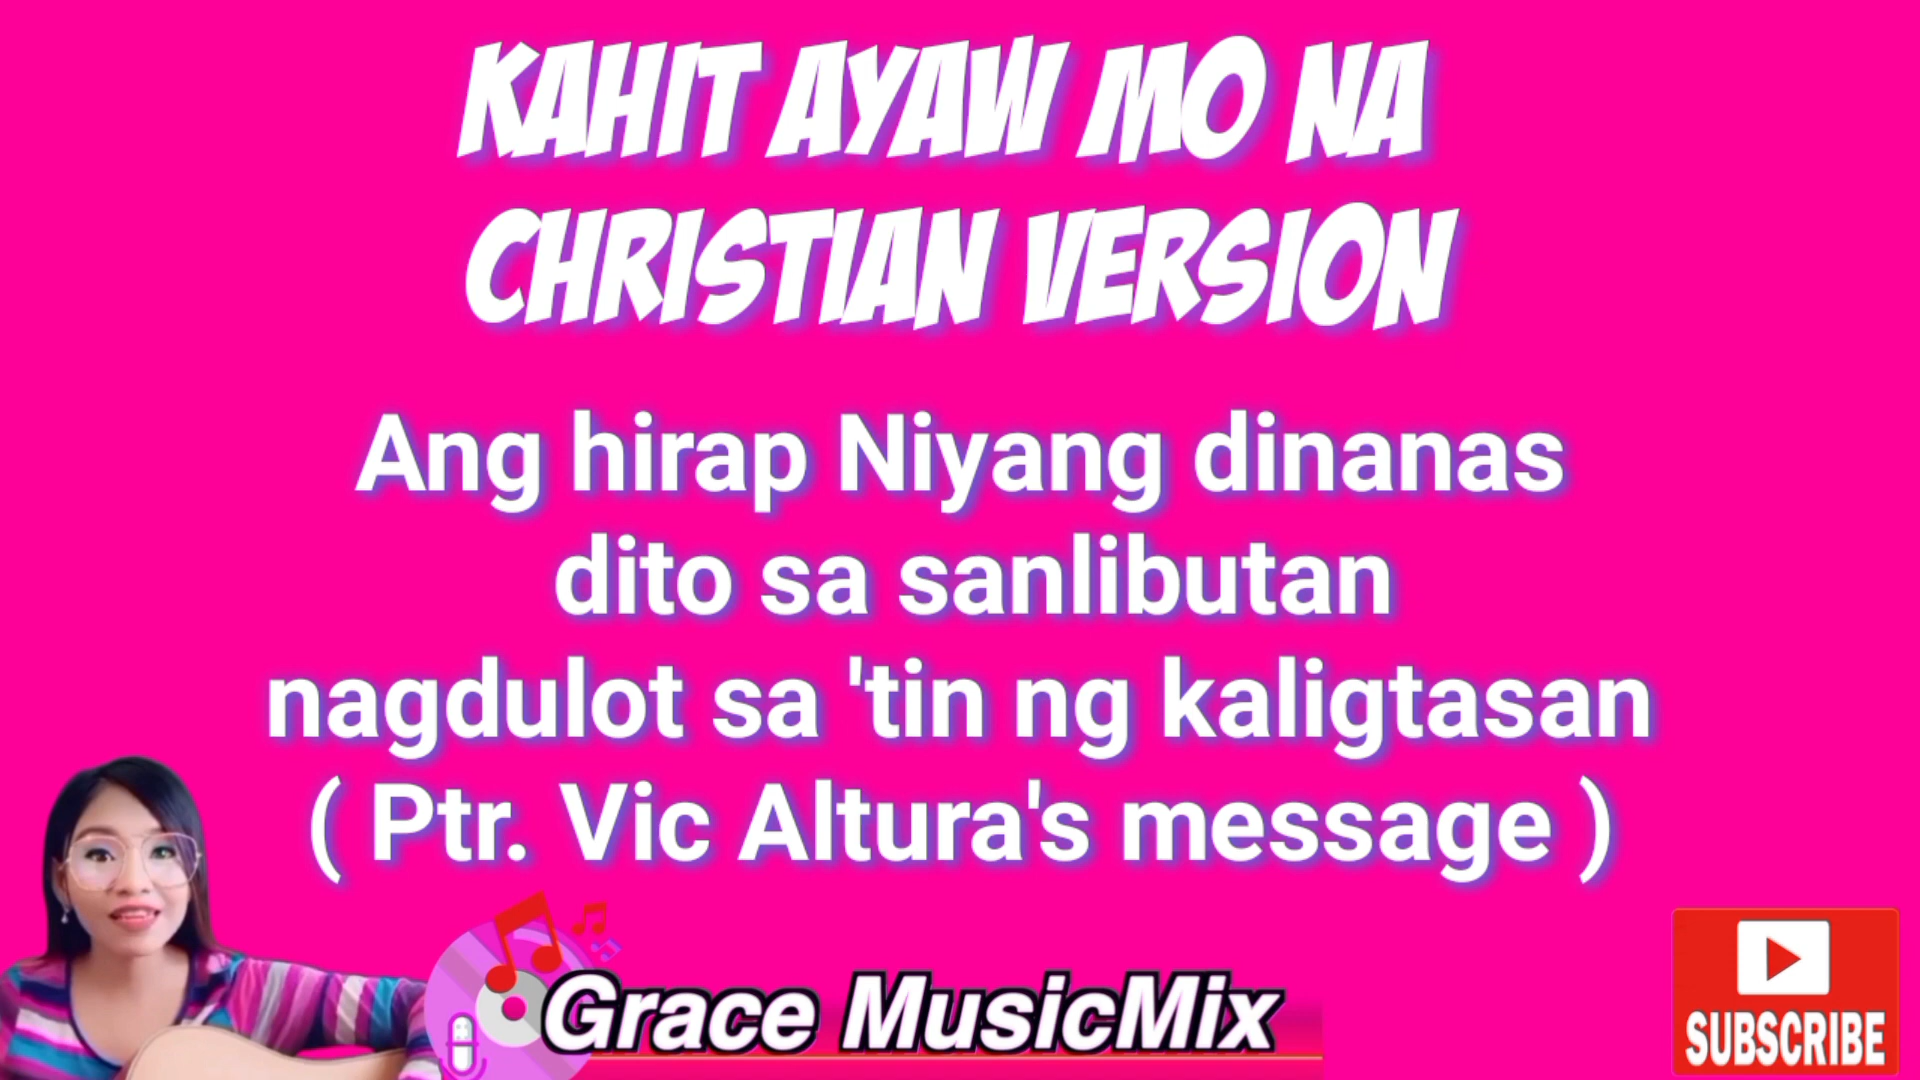 KAHIT AYAW MO NA
CHRISTIAN VERSION
Ang hirap Niyang dinanas
dito sa sanlibutan
nagdulot sa 'tin ng kaligtasan
( Ptr. Vic Altura's message )
Grace MusicMix
SUBSCRIBE